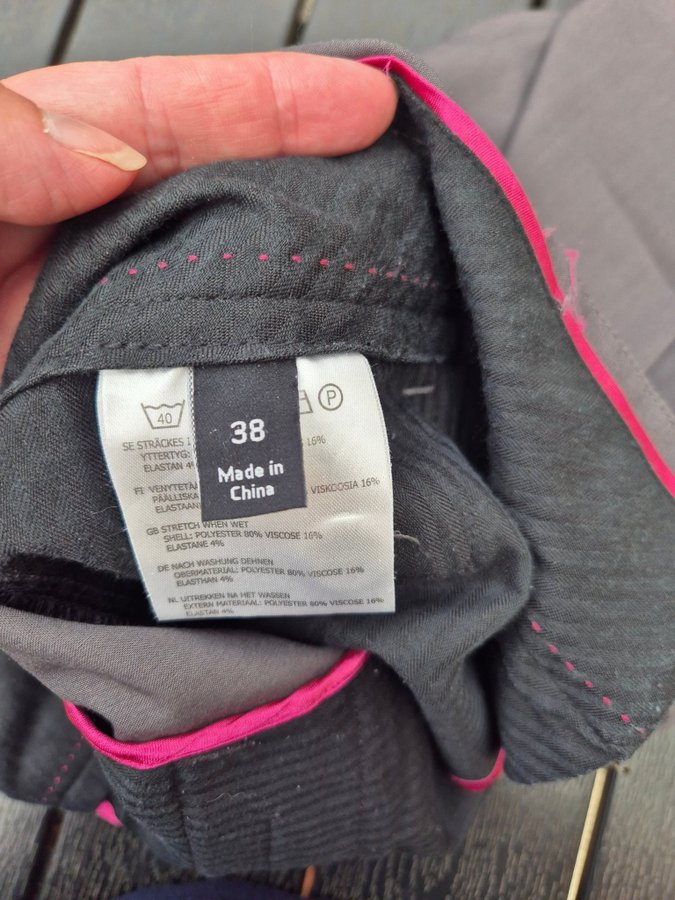 40
P
38
Made in
China
SE STRÄCKES
YTTERTYG: 16%
ELASTAN 4%
FI VENYTETÄ
PÄÄLLISKA VISKOOSIA 16%
ELASTAAN
GB STRETCH WHEN WET
SHELL: POLYESTER 80% VISCOSE 16%
ELASTANE 4%
DE NACH WASHUNG DEHNEN
OBERMATERIAL: POLYESTER 80% VISCOSE 16%
ELASTHAN 4%
NL UITREKKEN NA HET WASSEN
EXTERN MATERIAAL: POLYESTER 80% VISCOSE 16%
ELASTAN 4%